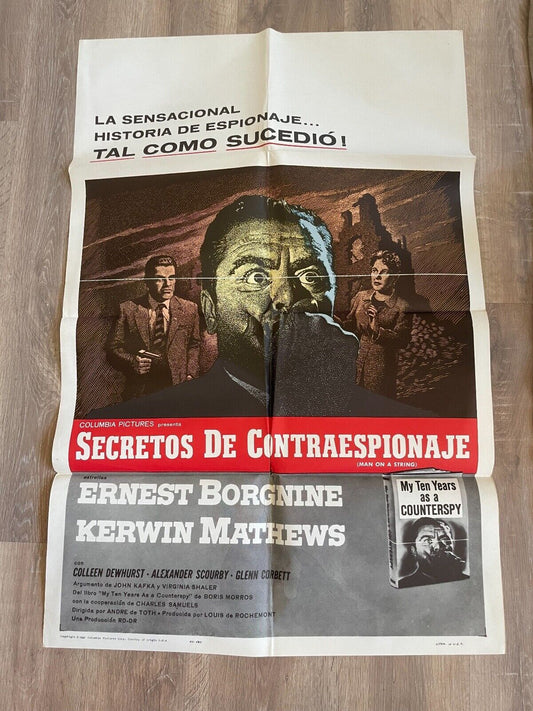 LA SENSACIONAL
HISTORIA DE ESPIONAJE...
TAL COMO SUCEDIÓ!
COLUMBIA PICTURES presenta
SECRETOS DE CONTRAESPIONAJE
(MAN ON A STRING)
estrellas
ERNEST BORGNINE
KERWIN MATHEWS
My Ten Years
as a
COUNTERSPY
con
COLLEEN DEWHURST · ALEXANDER SCOURBY · GLENN CORBETT
Argumento de JOHN KAFKA y VIRGINIA SHALER
Del libro "My Ten Years As a Counterspy" de BORIS MORROS
con la cooperación de CHARLES SAMUELS
Dirigida por ANDRE de TOTH · Producida por LOUIS de ROCHEMONT
Una Producción RD-DR